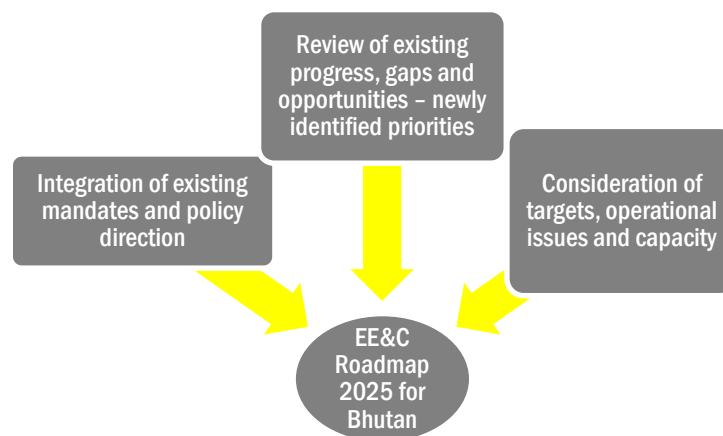 Review of existing
progress, gaps and
opportunities – newly
identified priorities
Integration of existing
mandates and policy
direction
Consideration of
targets, operational
issues and capacity
EE&C
Roadmap
2025 for
Bhutan